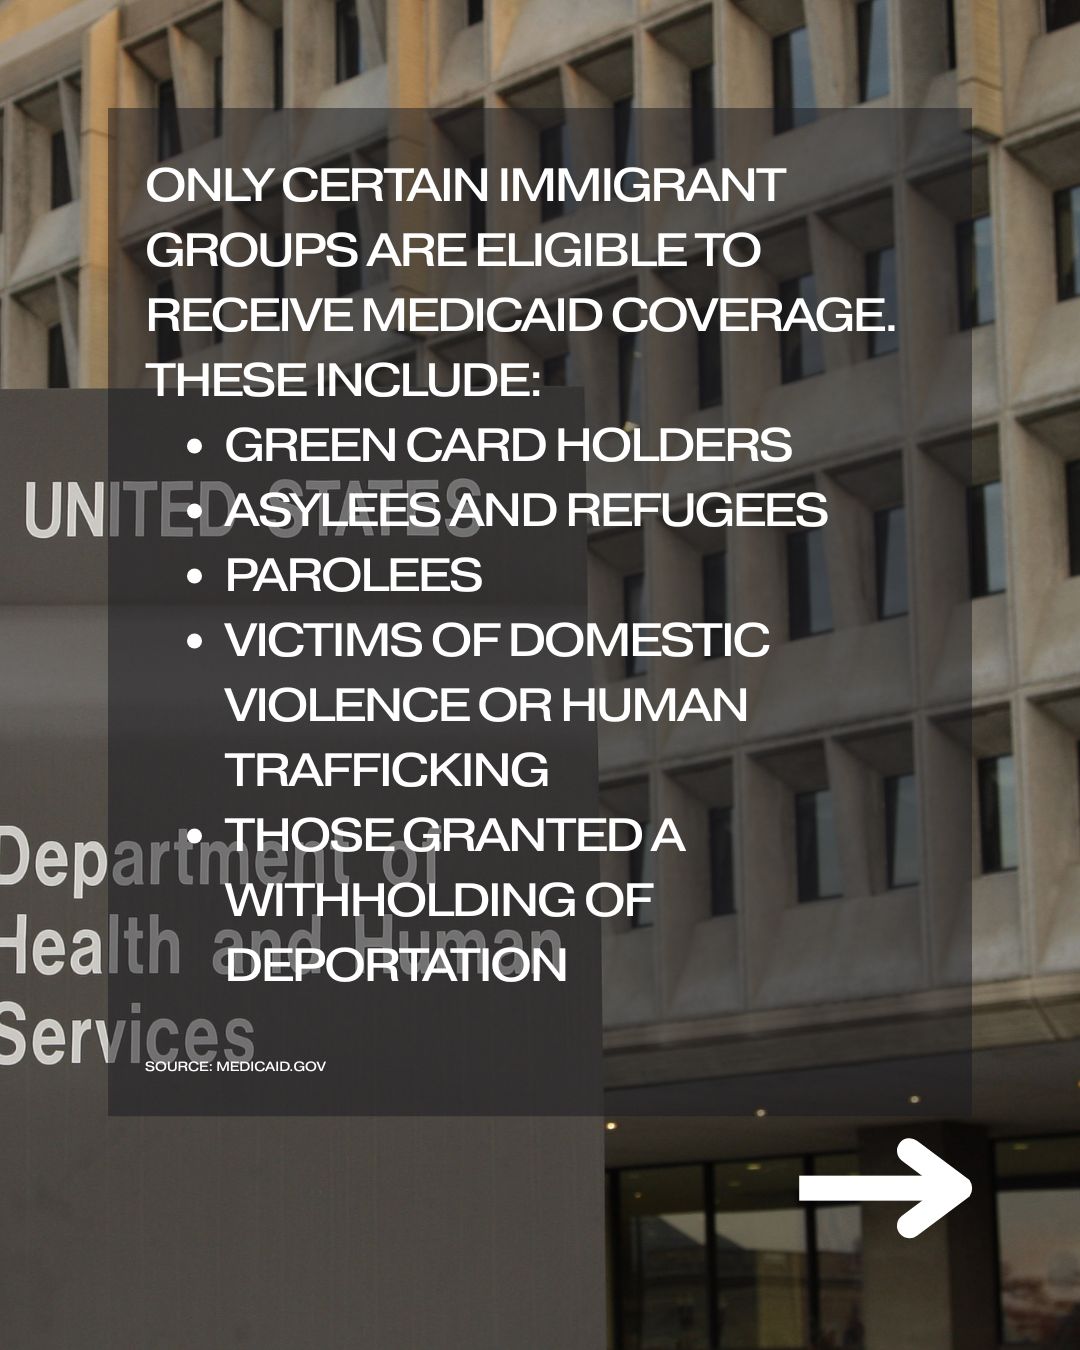 ONLY CERTAIN IMMIGRANT
GROUPS ARE ELIGIBLE TO
RECEIVE MEDICAID COVERAGE.
THESE INCLUDE:
• GREEN CARD HOLDERS
• ASYLEES AND REFUGEES
• PAROLEES
• VICTIMS OF DOMESTIC
VIOLENCE OR HUMAN
TRAFFICKING
• THOSE GRANTED A
WITHHOLDING OF
DEPORTATION
SOURCE: MEDICAID.GOV
UNITED STATES
Department of
Health and Human
Services